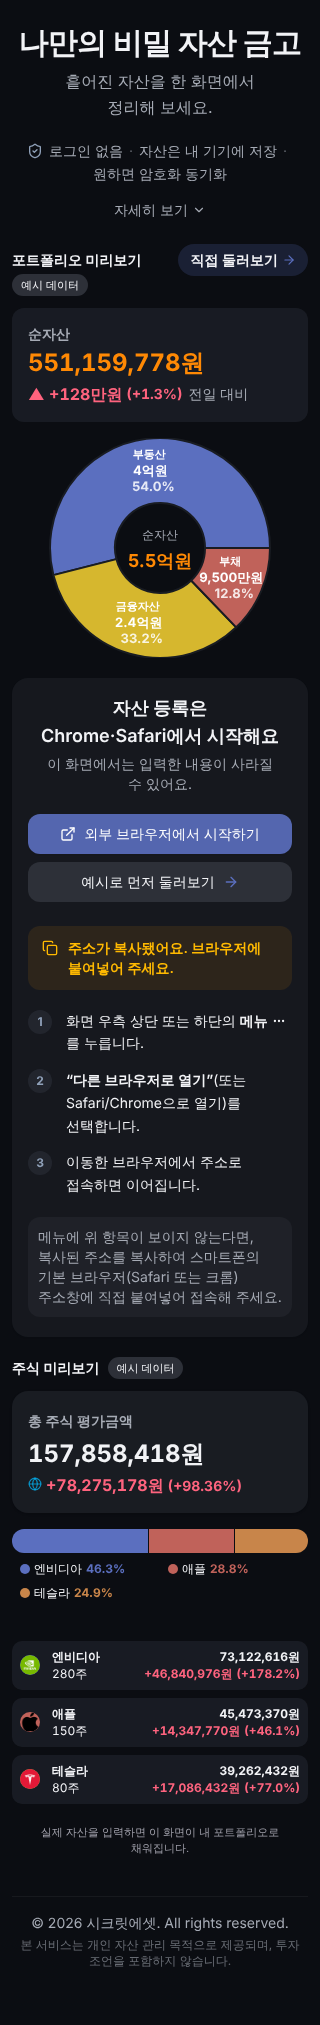 나만의 비밀 자산 금고
흩어진 자산을 한 화면에서
정리해 보세요.
로그인 없음 · 자산은 내 기기에 저장 ·
원하면 암호화 동기화
자세히 보기
포트폴리오 미리보기
직접 둘러보기 →
예시 데이터
순자산
551,159,778원
▲ +128만원 (+1.3%) 전일 대비
부동산
4억원
54.0%
순자산
5.5억원
부채
9,500만원
12.8%
금융자산
2.4억원
33.2%
자산 등록은
Chrome·Safari에서 시작해요
이 화면에서는 입력한 내용이 사라질
수 있어요.
외부 브라우저에서 시작하기
예시로 먼저 둘러보기 →
주소가 복사됐어요. 브라우저에
붙여넣어 주세요.
1 화면 우측 상단 또는 하단의 메뉴 ⋯
를 누릅니다.
2 “다른 브라우저로 열기”(또는
Safari/Chrome으로 열기)를
선택합니다.
3 이동한 브라우저에서 주소로
접속하면 이어집니다.
메뉴에 위 항목이 보이지 않는다면,
복사된 주소를 복사하여 스마트폰의
기본 브라우저(Safari 또는 크롬)
주소창에 직접 붙여넣어 접속해 주세요.
주식 미리보기 예시 데이터
총 주식 평가금액
157,858,418원
+78,275,178원 (+98.36%)
엔비디아 46.3% 애플 28.8%
테슬라 24.9%
엔비디아 73,122,616원
280주 +46,840,976원 (+178.2%)
애플 45,473,370원
150주 +14,347,770원 (+46.1%)
테슬라 39,262,432원
80주 +17,086,432원 (+77.0%)
실제 자산을 입력하면 이 화면이 내 포트폴리오로
채워집니다.
© 2026 시크릿에셋. All rights reserved.
본 서비스는 개인 자산 관리 목적으로 제공되며, 투자
조언을 포함하지 않습니다.